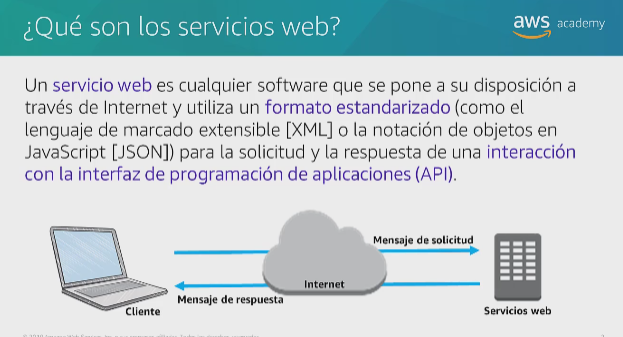 ¿Qué son los servicios web?
aws academy
Un servicio web es cualquier software que se pone a su disposición a
través de Internet y utiliza un formato estandarizado (como el
lenguaje de marcado extensible [XML] o la notación de objetos en
JavaScript [JSON]) para la solicitud y la respuesta de una interacción
con la interfaz de programación de aplicaciones (API).
Mensaje de solicitud
Internet
Mensaje de respuesta
Cliente
Servicios web